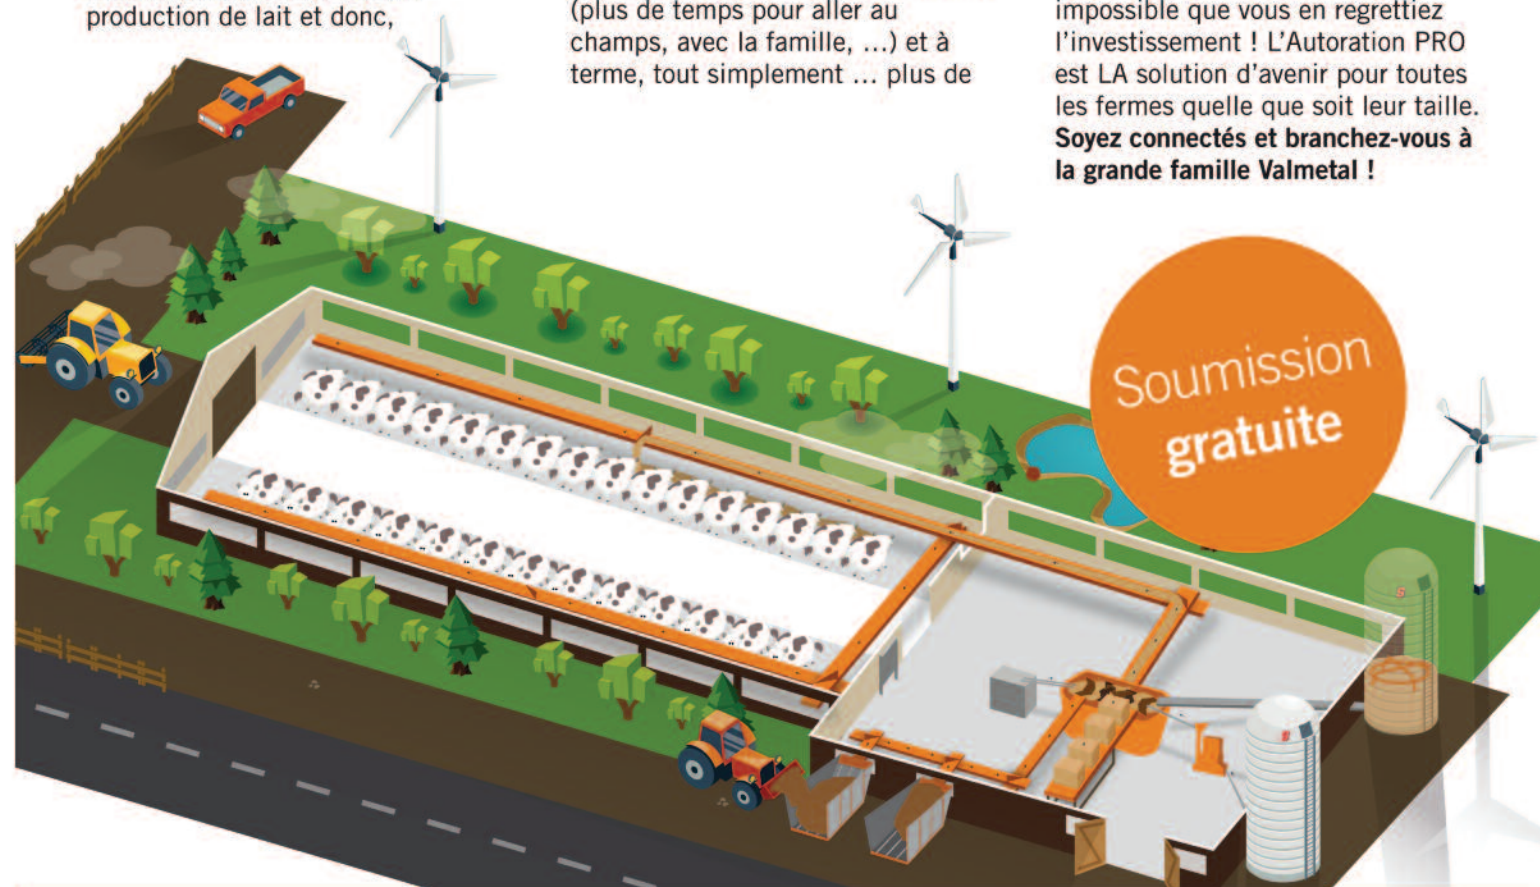 production de lait et donc,
(plus de temps pour aller au
champs, avec la famille, ...) et à
terme, tout simplement ... plus de
impossible que vous en regrettiez
l'investissement ! L'Autoration PRO
est LA solution d'avenir pour toutes
les fermes quelle que soit leur taille.
Soyez connectés et branchez-vous à
la grande famille Valmetal !
Soumission
gratuite